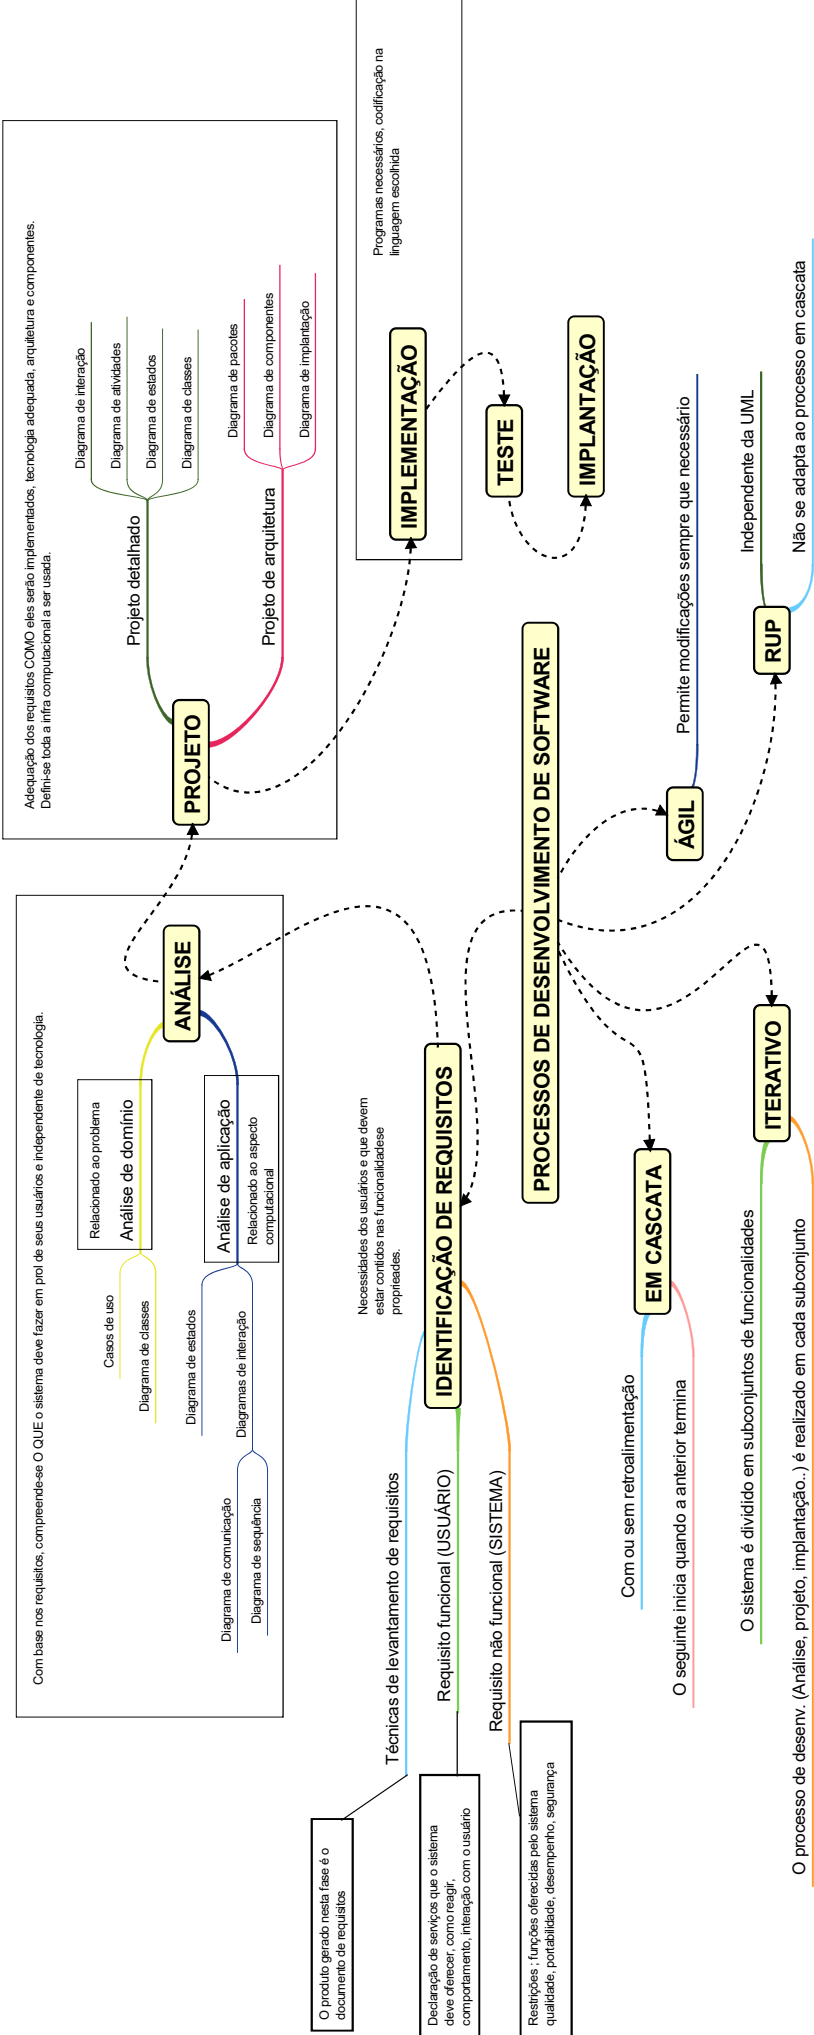 Com base nos requisitos, compreende-se O QUE o sistema deve fazer em prol de seus usuários e independente de tecnologia.
ANÁLISE
Relacionado ao problema
Análise de domínio
Casos de uso
Diagrama de classes
Análise de aplicação
Relacionado ao aspecto
computacional
Diagrama de estados
Diagramas de interação
Diagrama de comunicação
Diagrama de sequência
Adequação dos requisitos COMO eles serão implementados, tecnologia adequada, arquitetura e componentes.
Defini-se toda a infra computacional a ser usada.
PROJETO
Projeto detalhado
Diagrama de interação
Diagrama de atividades
Diagrama de estados
Diagrama de classes
Projeto de arquitetura
Diagrama de pacotes
Diagrama de componentes
Diagrama de implantação
Programas necessários, codificação na
linguagem escolhida
IMPLEMENTAÇÃO
TESTE
IMPLANTAÇÃO
Necessidades dos usuários e que devem
estar contidos nas funcionalidadese
proprieades.
IDENTIFICAÇÃO DE REQUISITOS
Técnicas de levantamento de requisitos
O produto gerado nesta fase é o
documento de requisitos
Requisito funcional (USUÁRIO)
Declaração de serviços que o sistema
deve oferecer, como reagir,
comportamento, interação com o usuário
Requisito não funcional (SISTEMA)
Restrições ; funções oferecidas pelo sistema
qualidade, portabilidade, desempenho, segurança
PROCESSOS DE DESENVOLVIMENTO DE SOFTWARE
EM CASCATA
Com ou sem retroalimentação
O seguinte inicia quando a anterior termina
ÁGIL
Permite modificações sempre que necessário
ITERATIVO
O sistema é dividido em subconjuntos de funcionalidades
O processo de desenv. (Análise, projeto, implantação..) é realizado em cada subconjunto
RUP
Independente da UML
Não se adapta ao processo em cascata